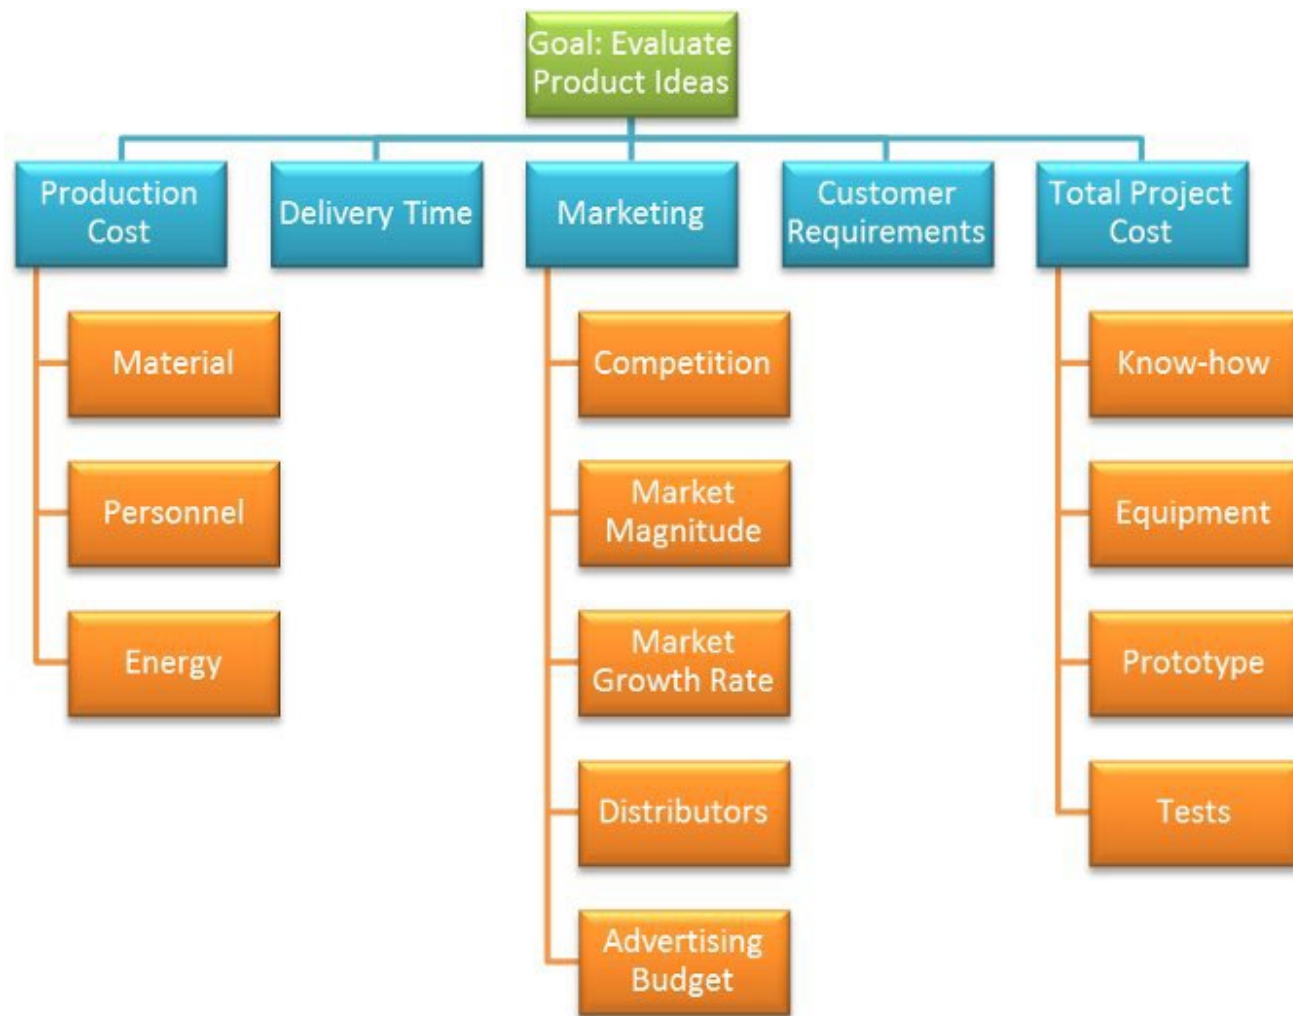 Goal: Evaluate
Product Ideas
Production
Cost
Delivery Time
Marketing
Customer
Requirements
Total Project
Cost
Material
Personnel
Energy
Competition
Market
Magnitude
Market
Growth Rate
Distributors
Advertising
Budget
Know-how
Equipment
Prototype
Tests